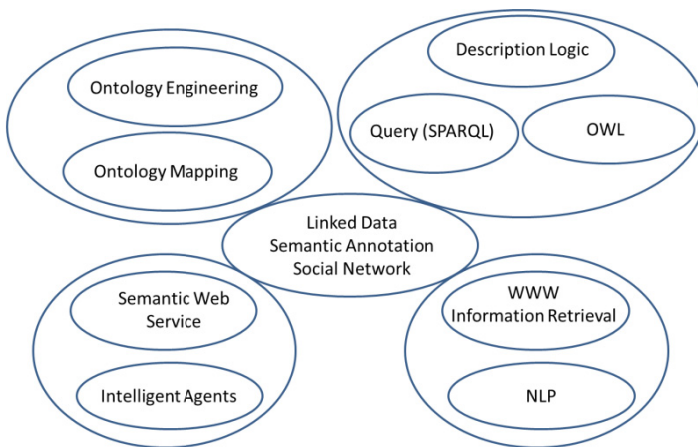 Ontology Engineering
Ontology Mapping
Description Logic
Query (SPARQL)
OWL
Linked Data
Semantic Annotation
Social Network
Semantic Web
Service
Intelligent Agents
WWW
Information Retrieval
NLP